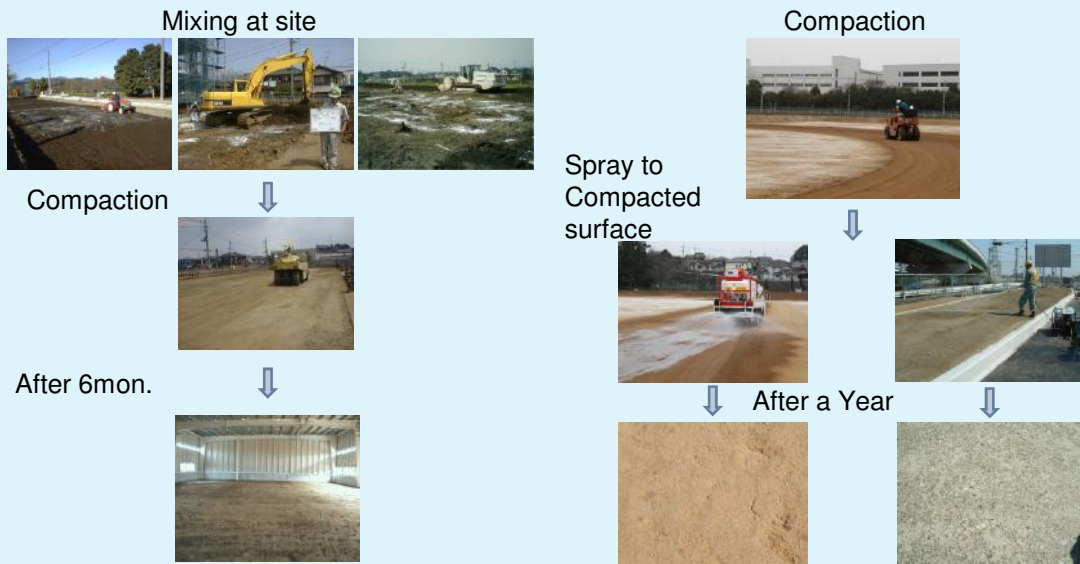 Mixing at site
Compaction
After 6mon.
Compaction
Spray to
Compacted
surface
After a Year